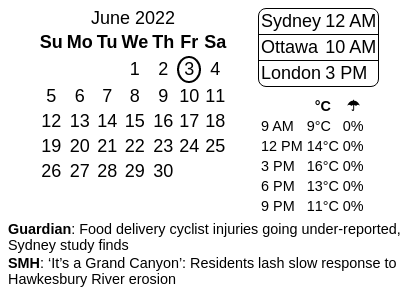 June 2022
Su Mo Tu We Th Fr Sa
1 2 3 4
5 6 7 8 9 10 11
12 13 14 15 16 17 18
19 20 21 22 23 24 25
26 27 28 29 30
Sydney 12 AM
Ottawa 10 AM
London 3 PM
°C ☂
9 AM 9°C 0%
12 PM 14°C 0%
3 PM 16°C 0%
6 PM 13°C 0%
9 PM 11°C 0%
Guardian: Food delivery cyclist injuries going under-reported,
Sydney study finds
SMH: ‘It’s a Grand Canyon’: Residents lash slow response to
Hawkesbury River erosion